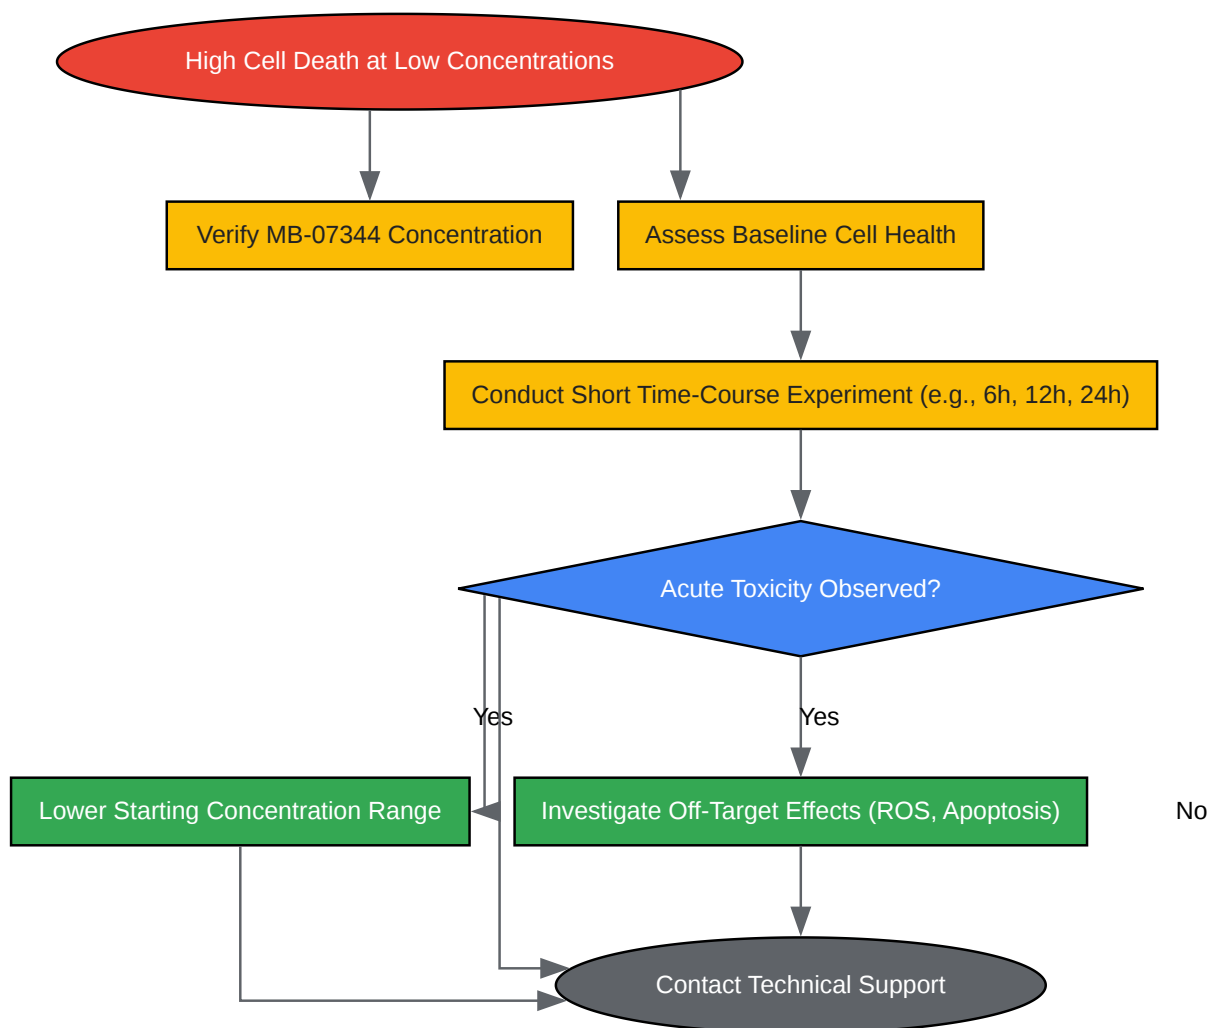 High Cell Death at Low Concentrations
Verify MB-07344 Concentration
Assess Baseline Cell Health
Conduct Short Time-Course Experiment (e.g., 6h, 12h, 24h)
Acute Toxicity Observed?
Yes
Yes
Lower Starting Concentration Range
Investigate Off-Target Effects (ROS, Apoptosis)
No
Contact Technical Support